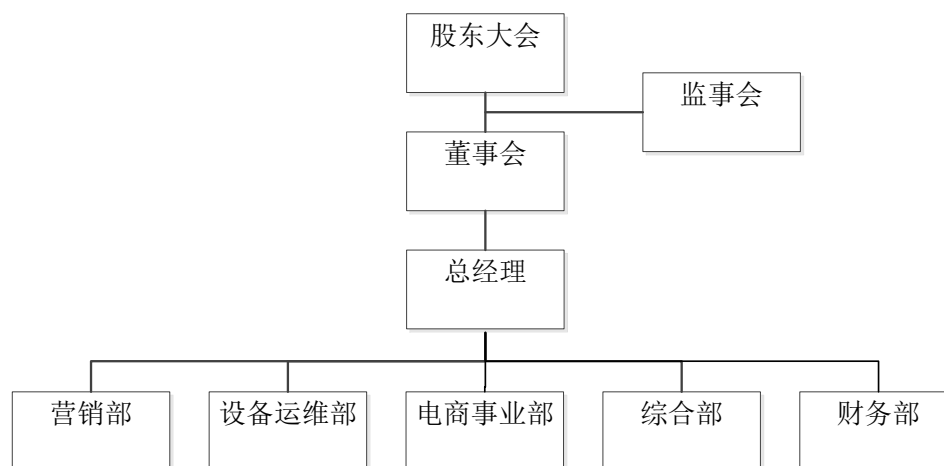 股东大会
监事会
董事会
总经理
营销部
设备运维部
电商事业部
综合部
财务部